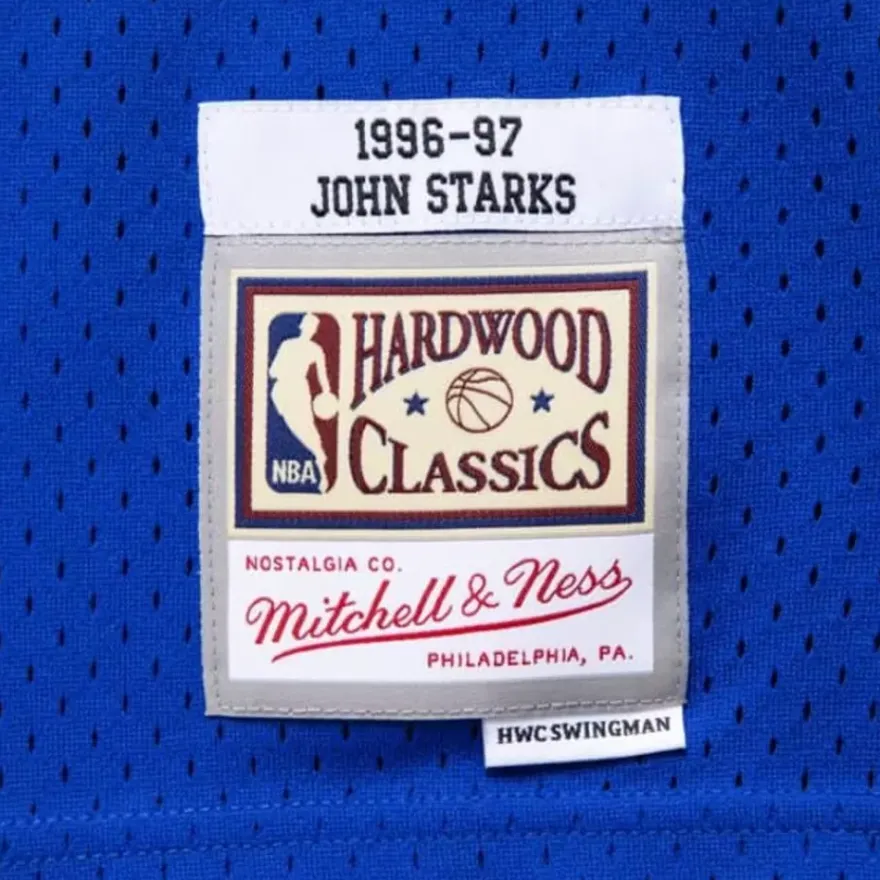 1996-97
JOHN STARKS
HARDWOOD
CLASSICS
NBA
NOSTALGIA CO.
Mitchell & Ness
PHILADELPHIA, PA.
HWC SWINGMAN